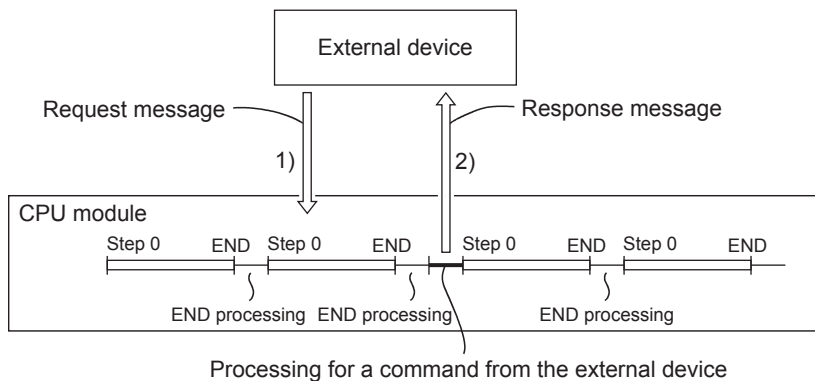 External device
Request message
Response message
1)
2)
CPU module
Step 0 END Step 0 END Step 0 END Step 0 END
END processing END processing END processing
Processing for a command from the external device